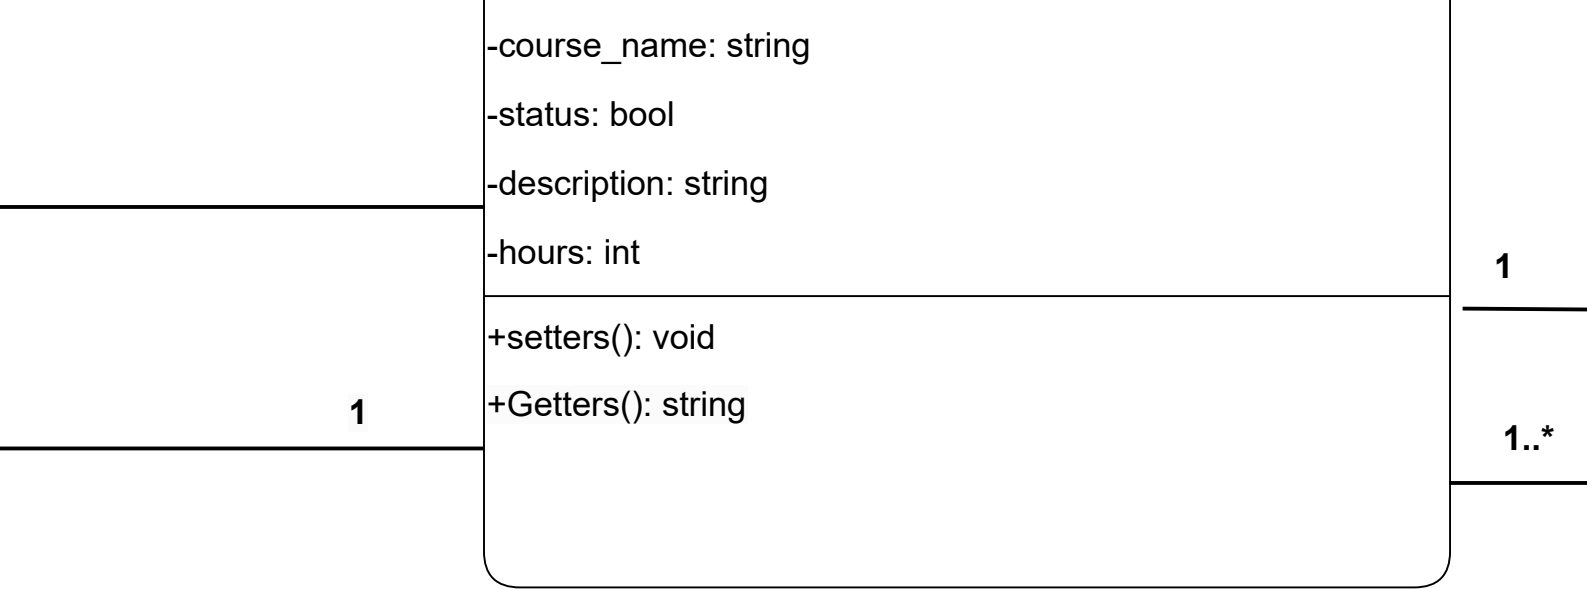 -course_name: string
-status: bool
-description: string
-hours: int
1
+setters(): void
+Getters(): string
1
1..*